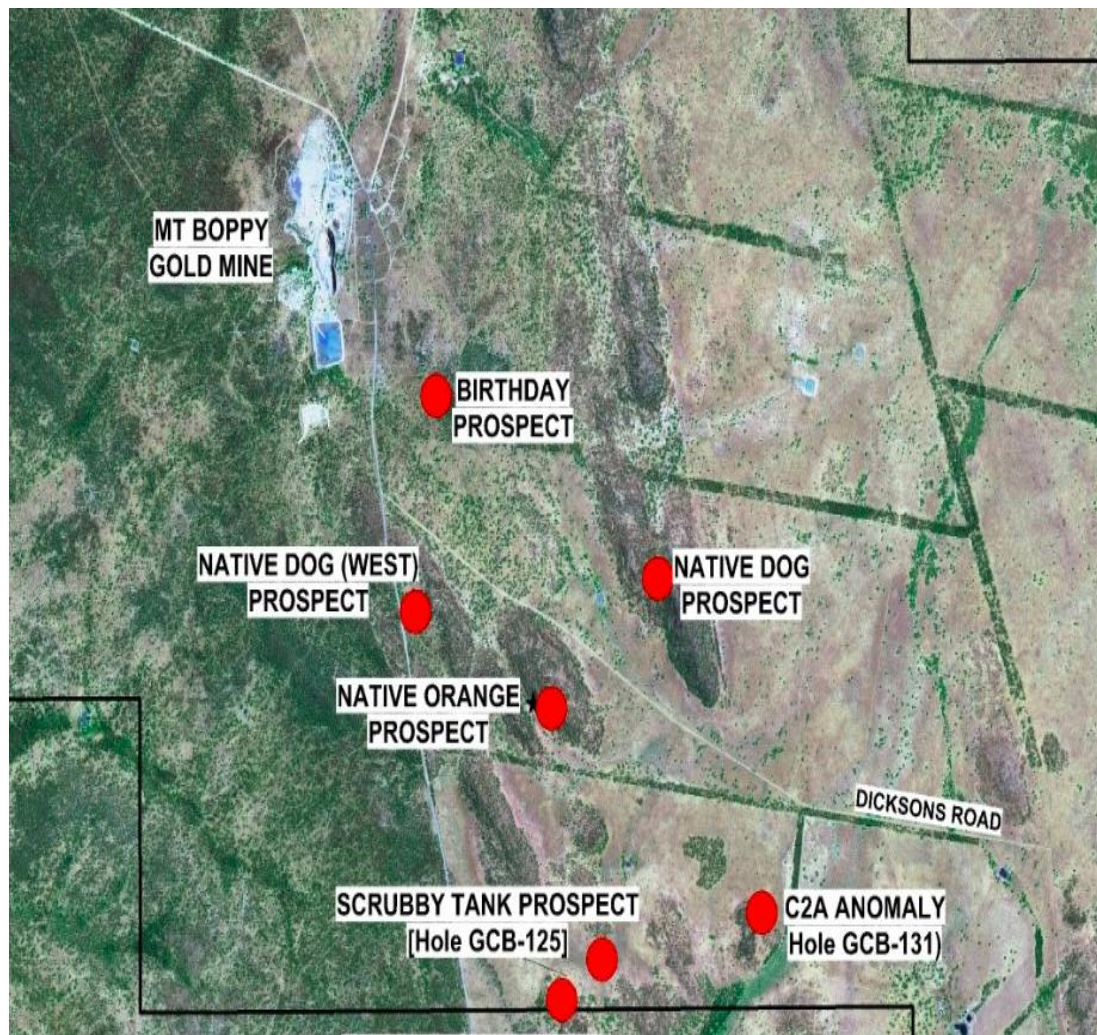 MT BOPPY
GOLD MINE
BIRTHDAY
PROSPECT
NATIVE DOG (WEST)
PROSPECT
NATIVE DOG
PROSPECT
NATIVE ORANGE
PROSPECT
DICKSONS ROAD
SCRUBBY TANK PROSPECT
[Hole GCB-125]
C2A ANOMALY
Hole GCB-131)